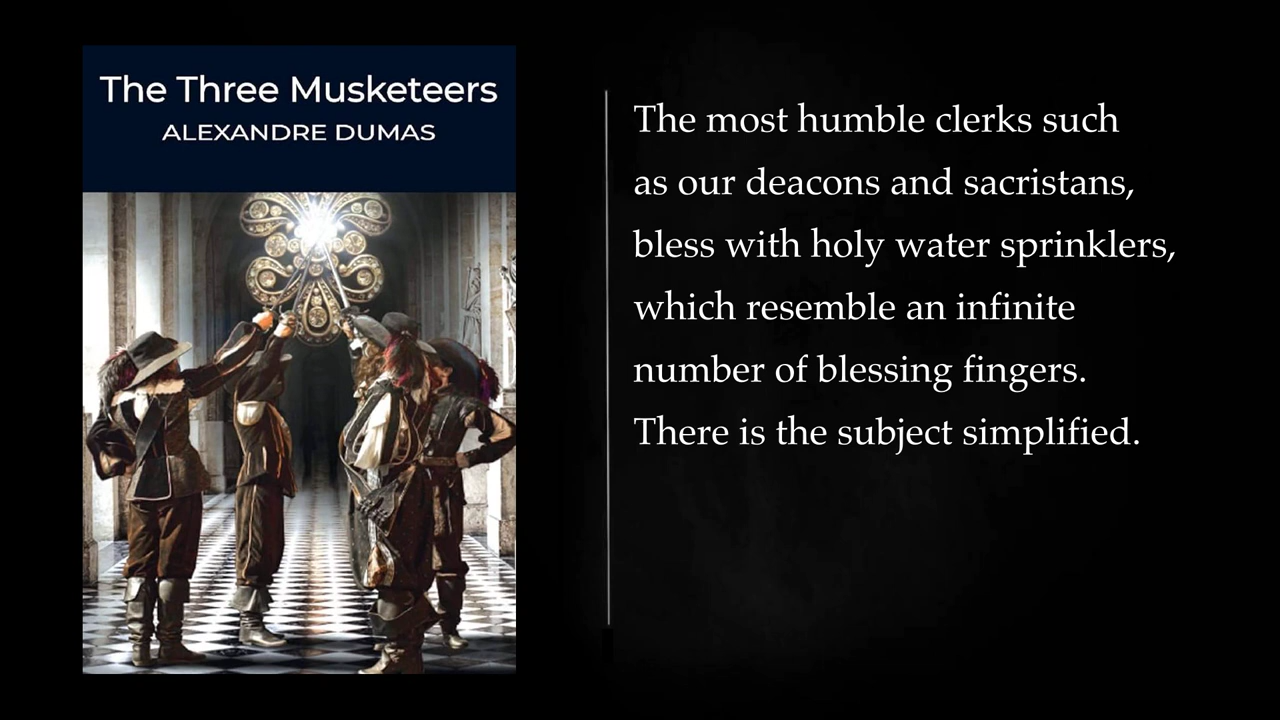 The Three Musketeers
ALEXANDRE DUMAS
The most humble clerks such
as our deacons and sacristans,
bless with holy water sprinklers,
which resemble an infinite
number of blessing fingers.
There is the subject simplified.